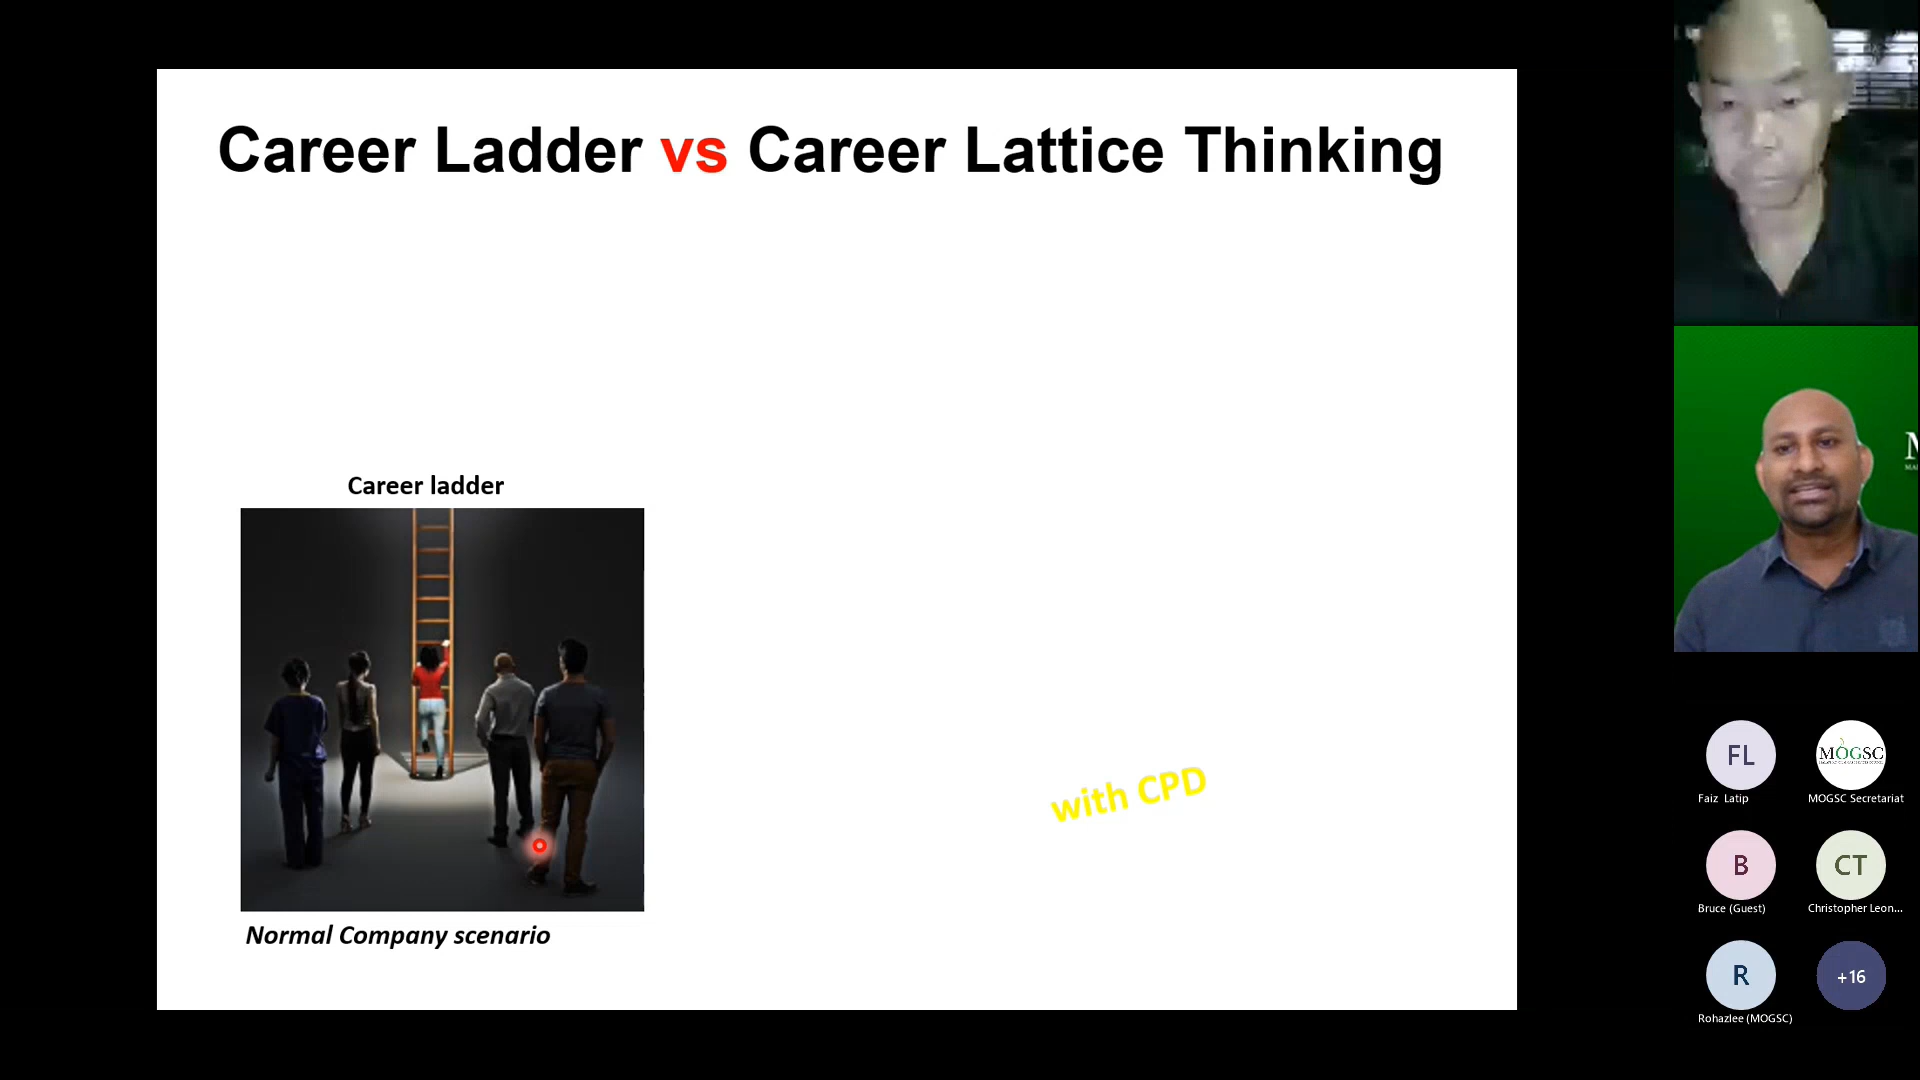 Career Ladder vs Career Lattice Thinking
Career ladder
with CPD
Normal Company scenario
M
MA
FL
Faiz Latip
MOGSC
MOGSC Secretariat
B
Bruce (Guest)
CT
Christopher Leon...
R
Rohazlee (MOGSC)
+16